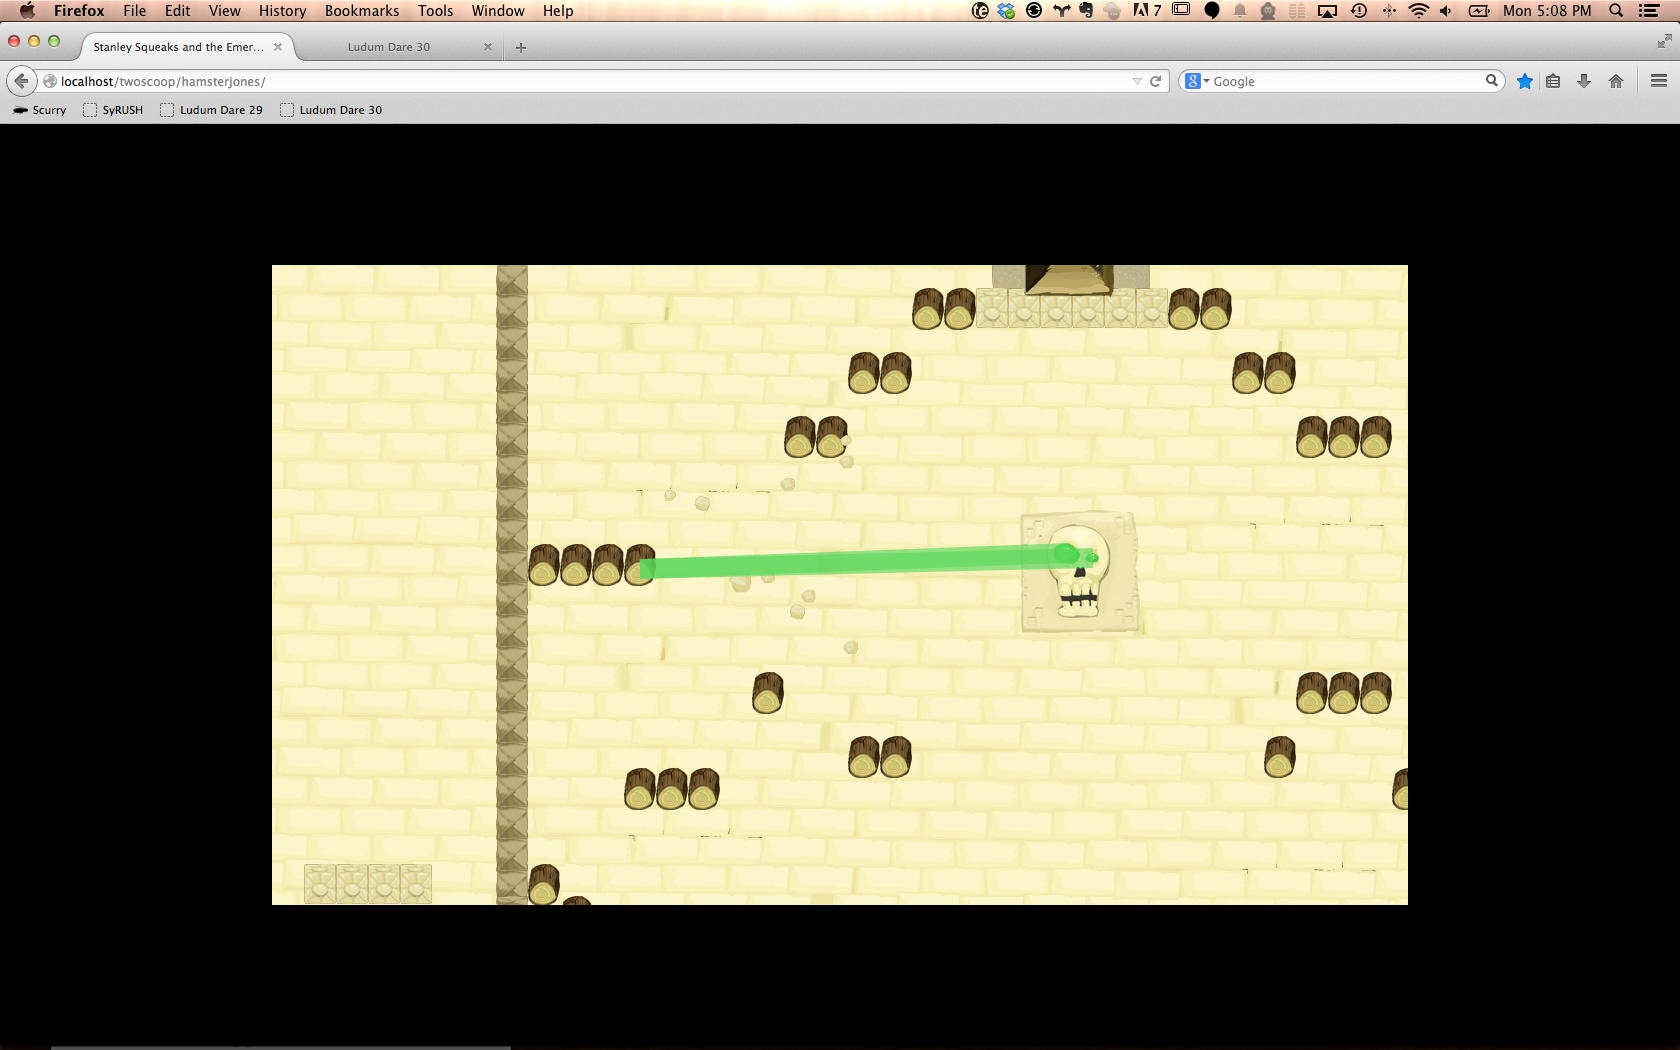 Firefox File Edit View History Bookmarks Tools Window Help 7 Mon 5:08 PM
Stanley Squeaks and the Emer... Ludum Dare 30
localhost/twoscoop/hamsterjones/ Google
Scurry SyRUSH Ludum Dare 29 Ludum Dare 30